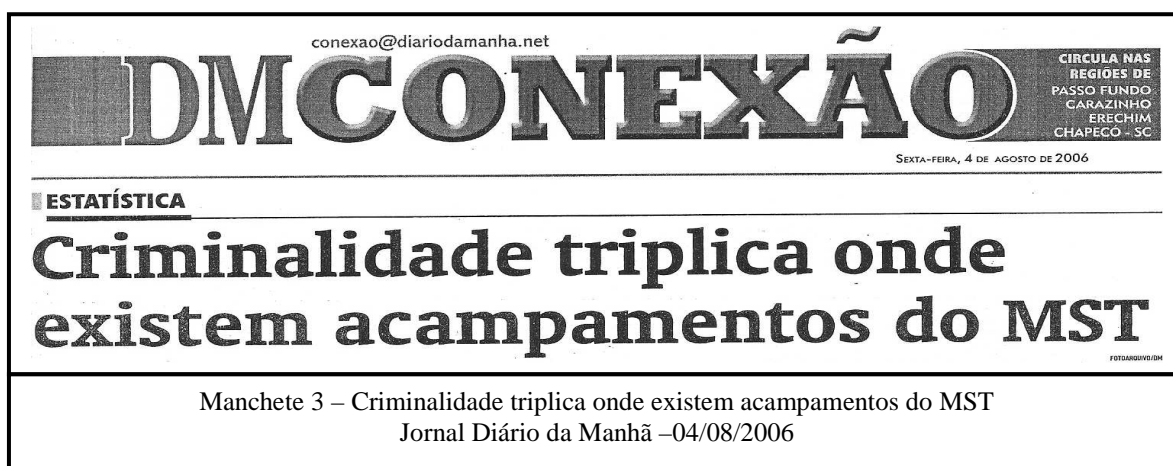 conexao@diariodamanha.net
DMCONEXÃO
CIRCULA NAS
REGIÕES DE
PASSO FUNDO
CARAZINHO
ERECHIM
CHAPECÓ - SC
SEXTA-FEIRA, 4 DE AGOSTO DE 2006
ESTATÍSTICA
Criminalidade triplica onde
existem acampamentos do MST
FOTOARQUIVO/DM
Manchete 3 – Criminalidade triplica onde existem acampamentos do MST
Jornal Diário da Manhã –04/08/2006